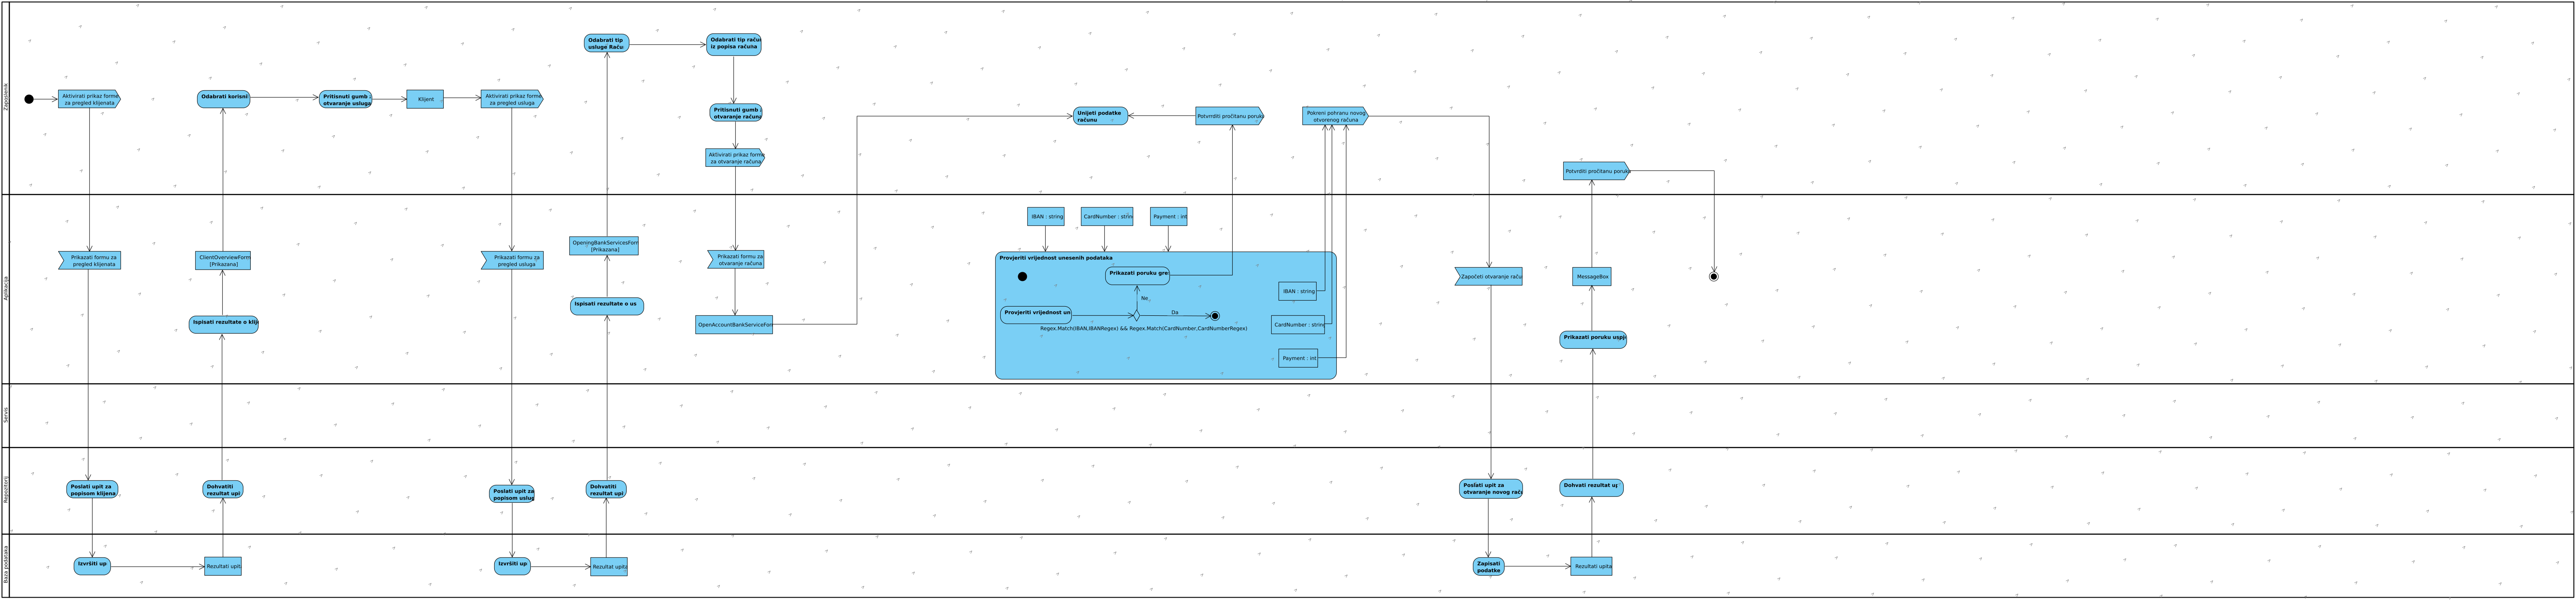 Zaposlenik
Aktivirati prikaz forme
za pregled klijenata
Odabrati korisni
Pritisnuti gumb
otvaranje usluga
Klijent
Aktivirati prikaz forme
za pregled usluga
Odabrati tip
usluge Raču
Odabrati tip raču
iz popisa računa
Pritisnuti gumb
otvaranje računa
Aktivirati prikaz forme
za otvaranje računa
Unijeti podatke
računu
Potvrditi pročitanu poruku
Pokreni pohranu novog
otvorenog računa
Potvrditi pročitanu poruku
Aplikacija
Prikazati formu za
pregled klijenata
ClientOverviewForm
[Prikazana]
Ispisati rezultate o klij
Prikazati formu za
pregled usluga
OpeningBankServicesForm
[Prikazana]
Ispisati rezultate o us
Prikazati formu za
otvaranje računa
OpenAccountBankServiceForm
IBAN : string
CardNumber : string
Payment : int
Provjeriti vrijednost unesenih podataka
Prikazati poruku gre
Ne
Provjeriti vrijednost un
Da
Regex.Match(IBAN,IBANRegex) && Regex.Match(CardNumber,CardNumberRegex)
IBAN : string
CardNumber : string
Payment : int
Započeti otvaranje raču
MessageBox
Prikazati poruku uspj
Servis
Repozitorij
Poslati upit za
popisom klijena
Dohvatiti
rezultat upi
Poslati upit za
popisom uslug
Dohvatiti
rezultat upi
Poslati upit za
otvaranje novog raču
Dohvati rezultat up
Baza podataka
Izvršiti up
Rezultati upita
Izvršiti up
Rezultat upita
Zapisati
podatke
Rezultati upita